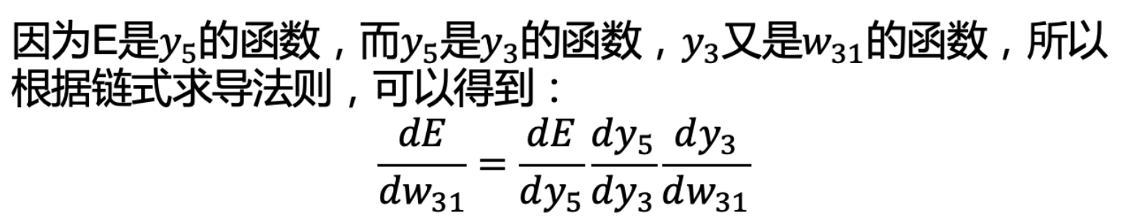 因为E是y₅的函数，而y₅是y₃的函数，y₃又是w₃₁的函数，所以
根据链式求导法则，可以得到：
dE/dw₃₁ = dE/dy₅ dy₅/dy₃ dy₃/dw₃₁